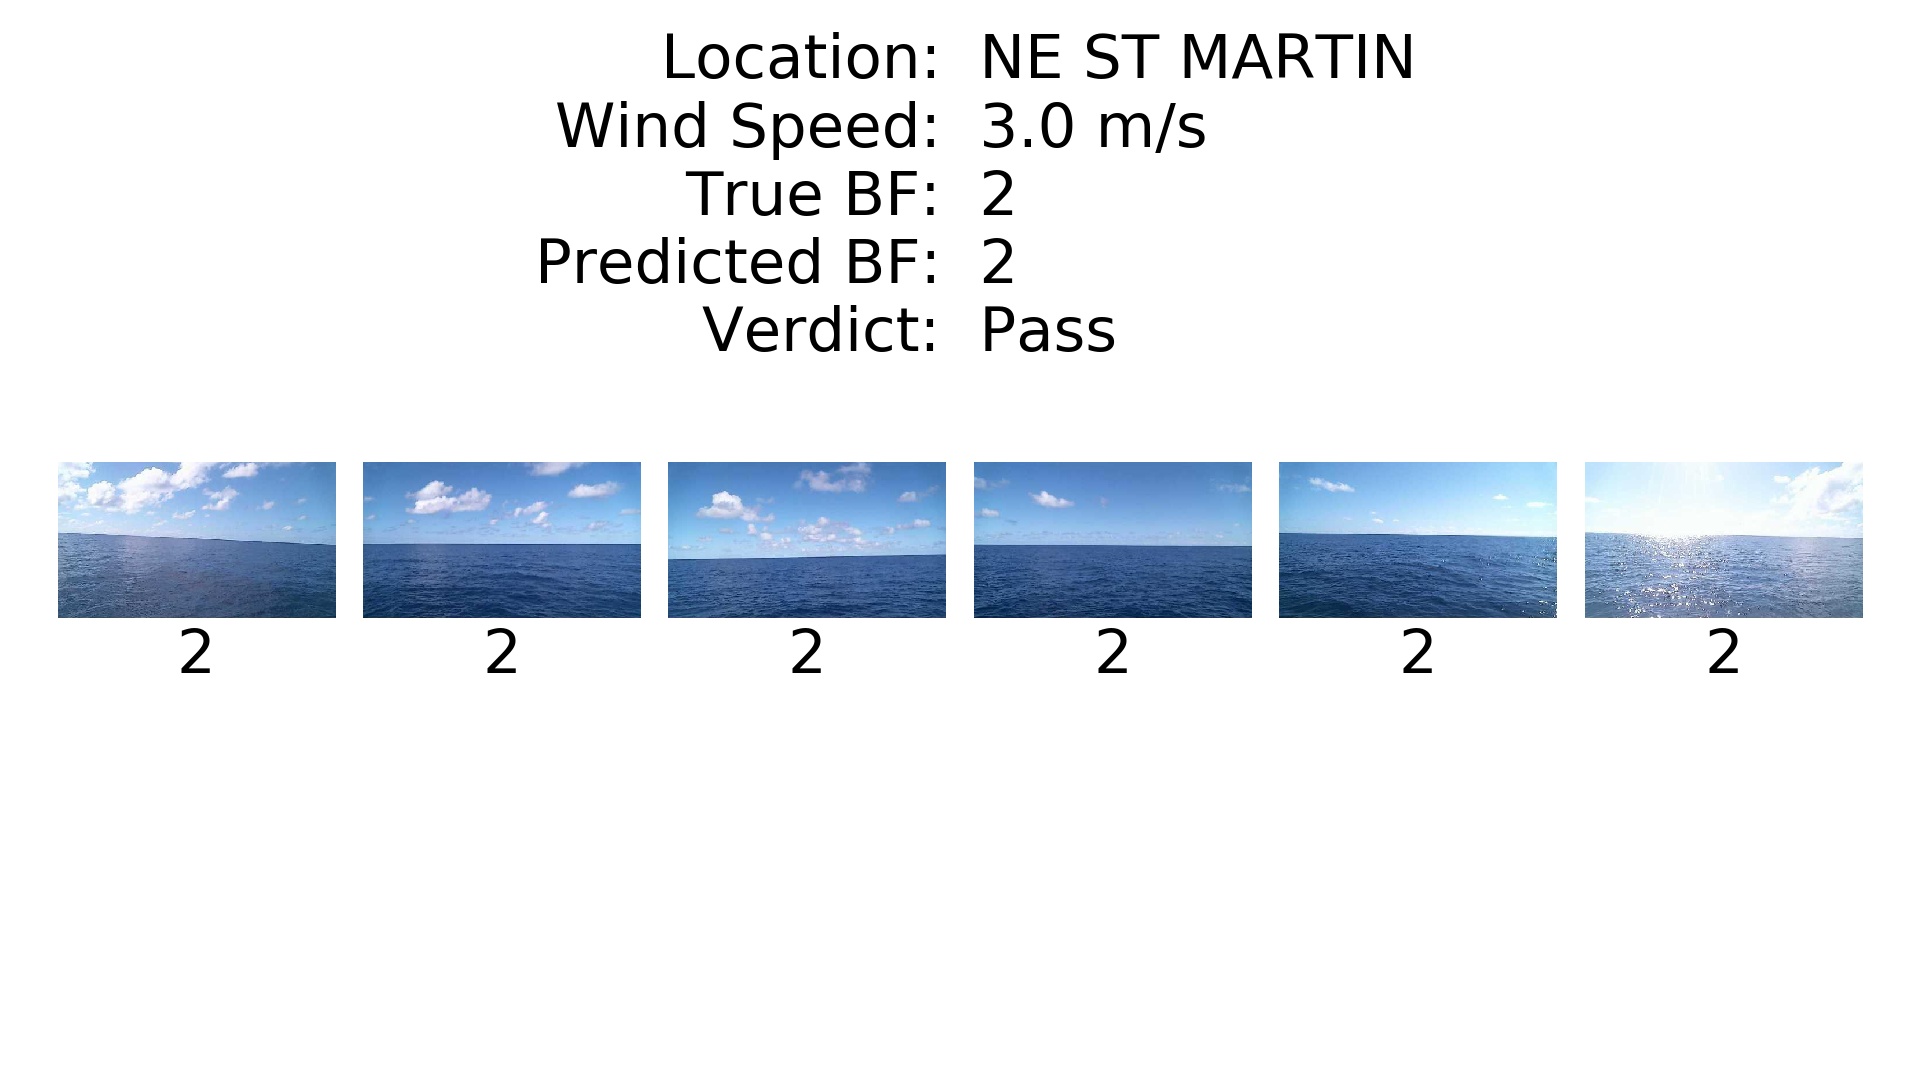 Location: NE ST MARTIN
Wind Speed: 3.0 m/s
True BF: 2
Predicted BF: 2
Verdict: Pass
2 2 2 2 2 2